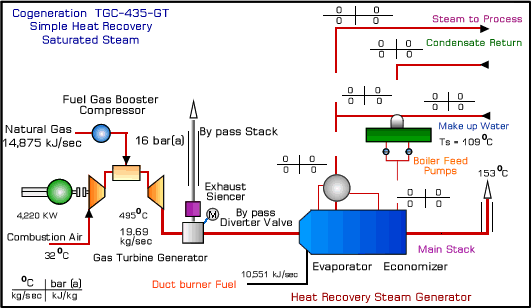 Cogeneration TGC-435-GT
Simple Heat Recovery
Saturated Steam
0 0
0 0
Steam to Process
0 0
0 0
Condensate Return
Fuel Gas Booster
Compressor
Natural Gas
14,875 kJ/sec
16 bar(a)
By pass Stack
0 0
0 0
0 0
0 0
Make up Water
Ts = 109°C
Boiler Feed
Pumps
0 0
0 0
0 0
0 0
153°C
Exhaust
Siencer
M
By pass
Diverter Valve
4,220 KW
495°C
19,69
kg/sec
Combustion Air
32°C
Gas Turbine Generator
Main Stack
Evaporator Economizer
10,551 kJ/sec
Duct burner Fuel
Heat Recovery Steam Generator
°C bar (a)
kg/sec kJ/kg